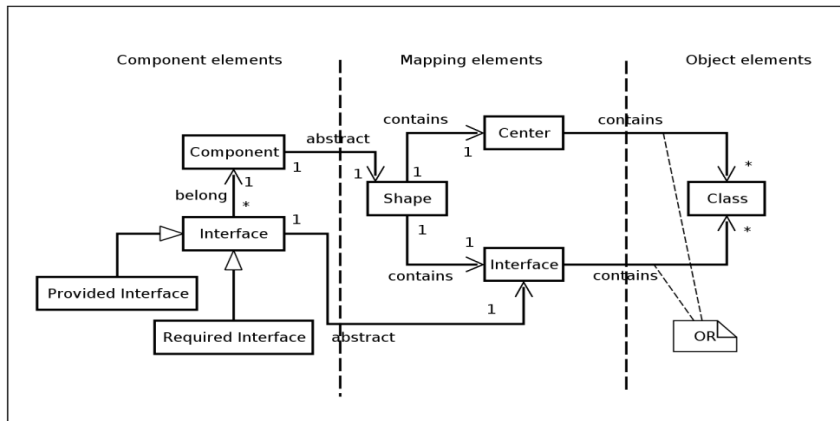 Component elements
Mapping elements
Object elements
contains
contains
Center
abstract
1
Component
1
1
1
*
1
Shape
Class
belong
*
1
1
*
Interface
1
Interface
contains
contains
Provided Interface
1
Required Interface
abstract
OR